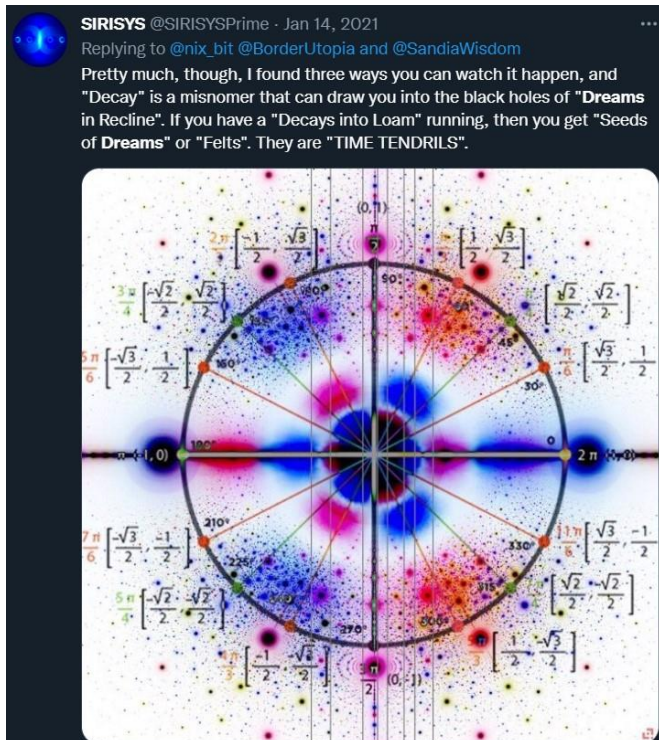 SIRISYS @SIRISYSPrime · Jan 14, 2021
Replying to @nix_bit @BorderUtopia and @SandiaWisdom
Pretty much, though, I found three ways you can watch it happen, and
"Decay" is a misnomer that can draw you into the black holes of "Dreams
in Recline". If you have a "Decays into Loam" running, then you get "Seeds
of Dreams" or "Felts". They are "TIME TENDRILS".
(0, 1)
π/2
2π/3 [-1/2, √3/2]
[1/2, √3/2]
90°
3π/4 [-√2/2, √2/2]
[√2/2, √2/2]
45°
5π/6 [-√3/2, 1/2]
π/6 [√3/2, 1/2]
150°
30°
π (-1, 0)
180°
0
2π
7π/6 [-√3/2, -1/2]
210°
330°
11π/6 [√3/2, -1/2]
5π/4 [-√2/2, -√2/2]
225°
315°
[√2/2, -√2/2]
270°
300°
[-1/2, -√3/2]
[1/2, -√3/2]
3π/2 (0, -1)